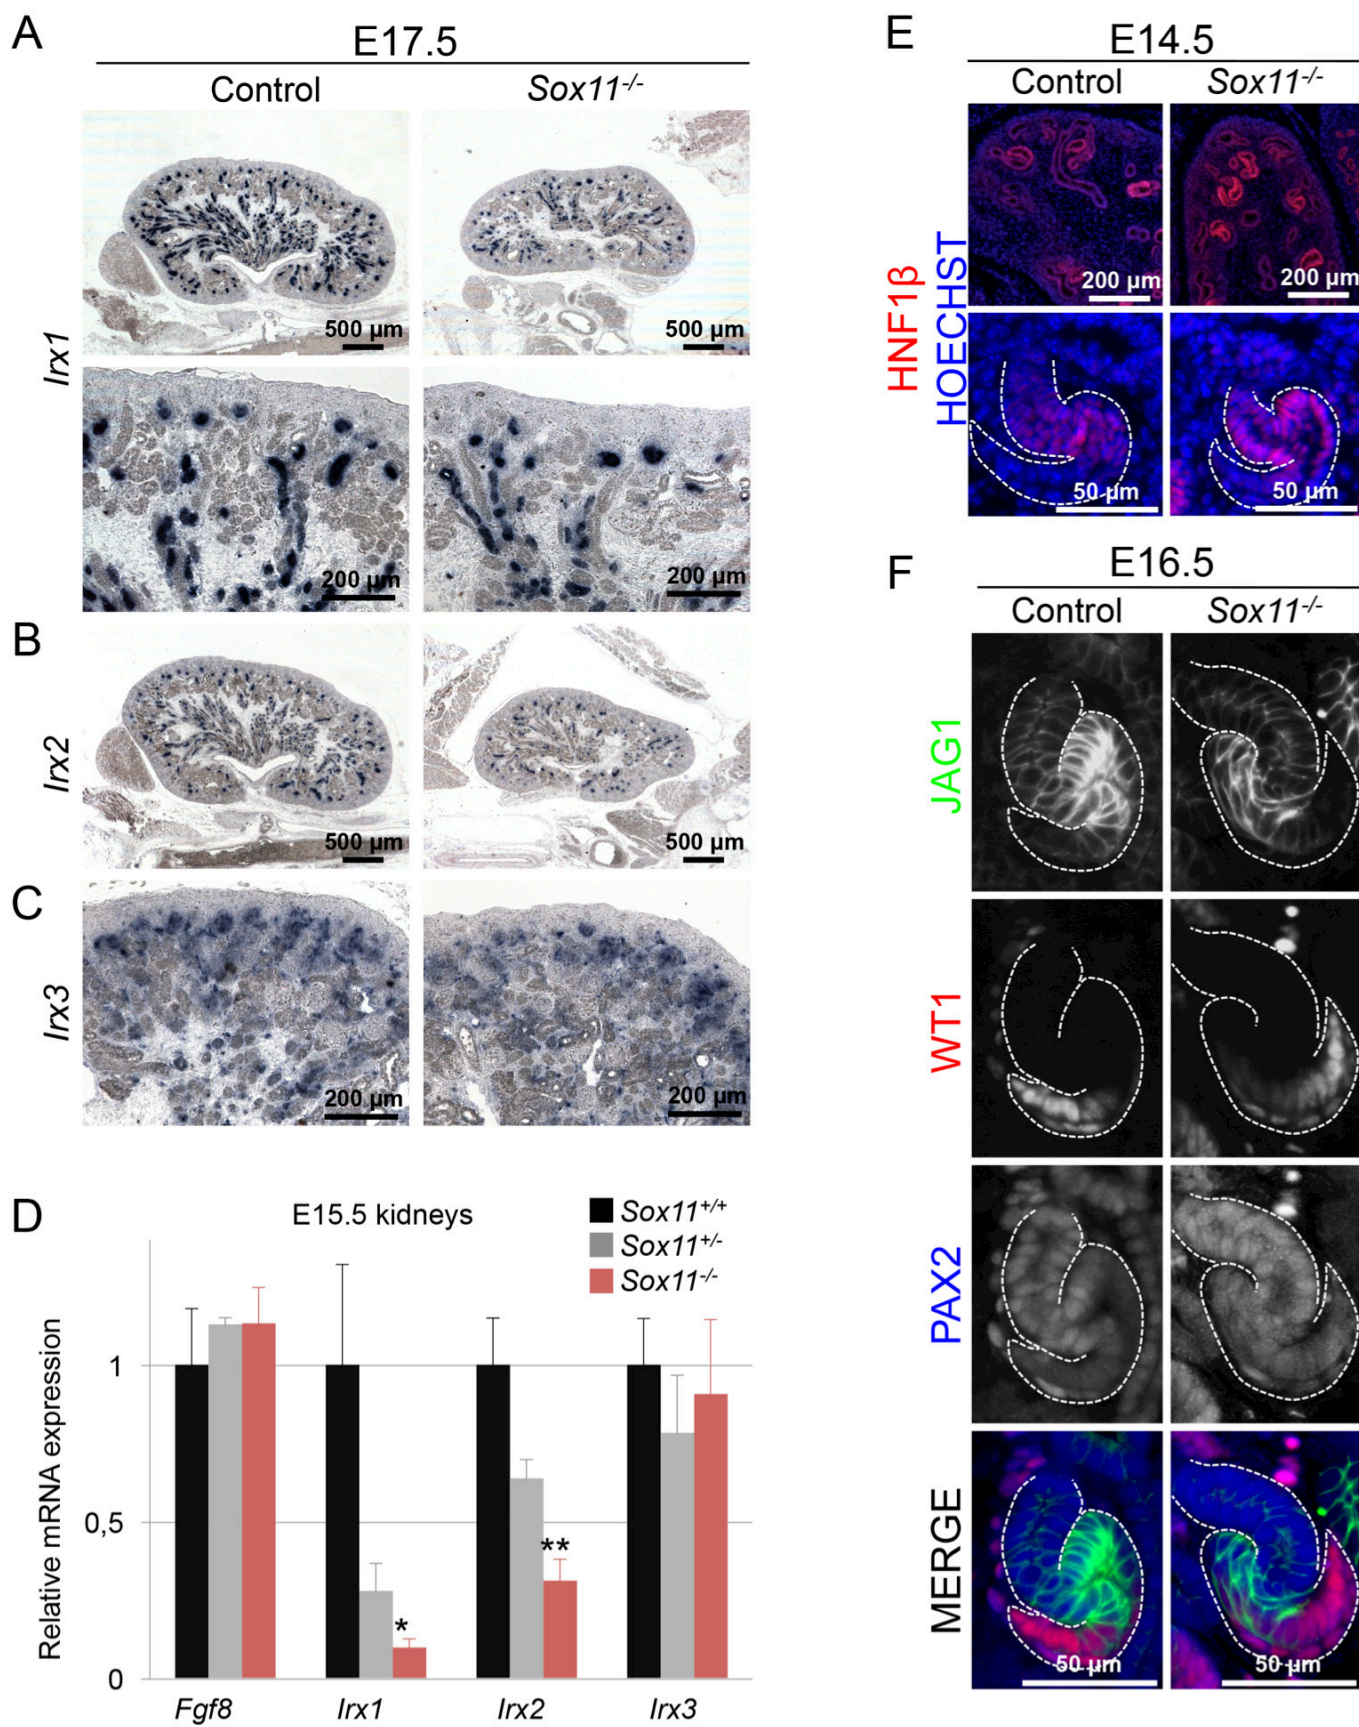 A
E17.5
Control
Sox11-/-
Irx1
500 µm
500 µm
200 µm
200 µm
B
Irx2
500 µm
500 µm
C
Irx3
200 µm
200 µm
D
E15.5 kidneys
Sox11+/+
Sox11+/-
Sox11-/-
Relative mRNA expression
1
0,5
0
*
**
Fgf8
Irx1
Irx2
Irx3
E
E14.5
Control
Sox11-/-
HNF1β
HOECHST
200 µm
200 µm
50 µm
50 µm
F
E16.5
Control
Sox11-/-
JAG1
WT1
PAX2
MERGE
50 µm
50 µm